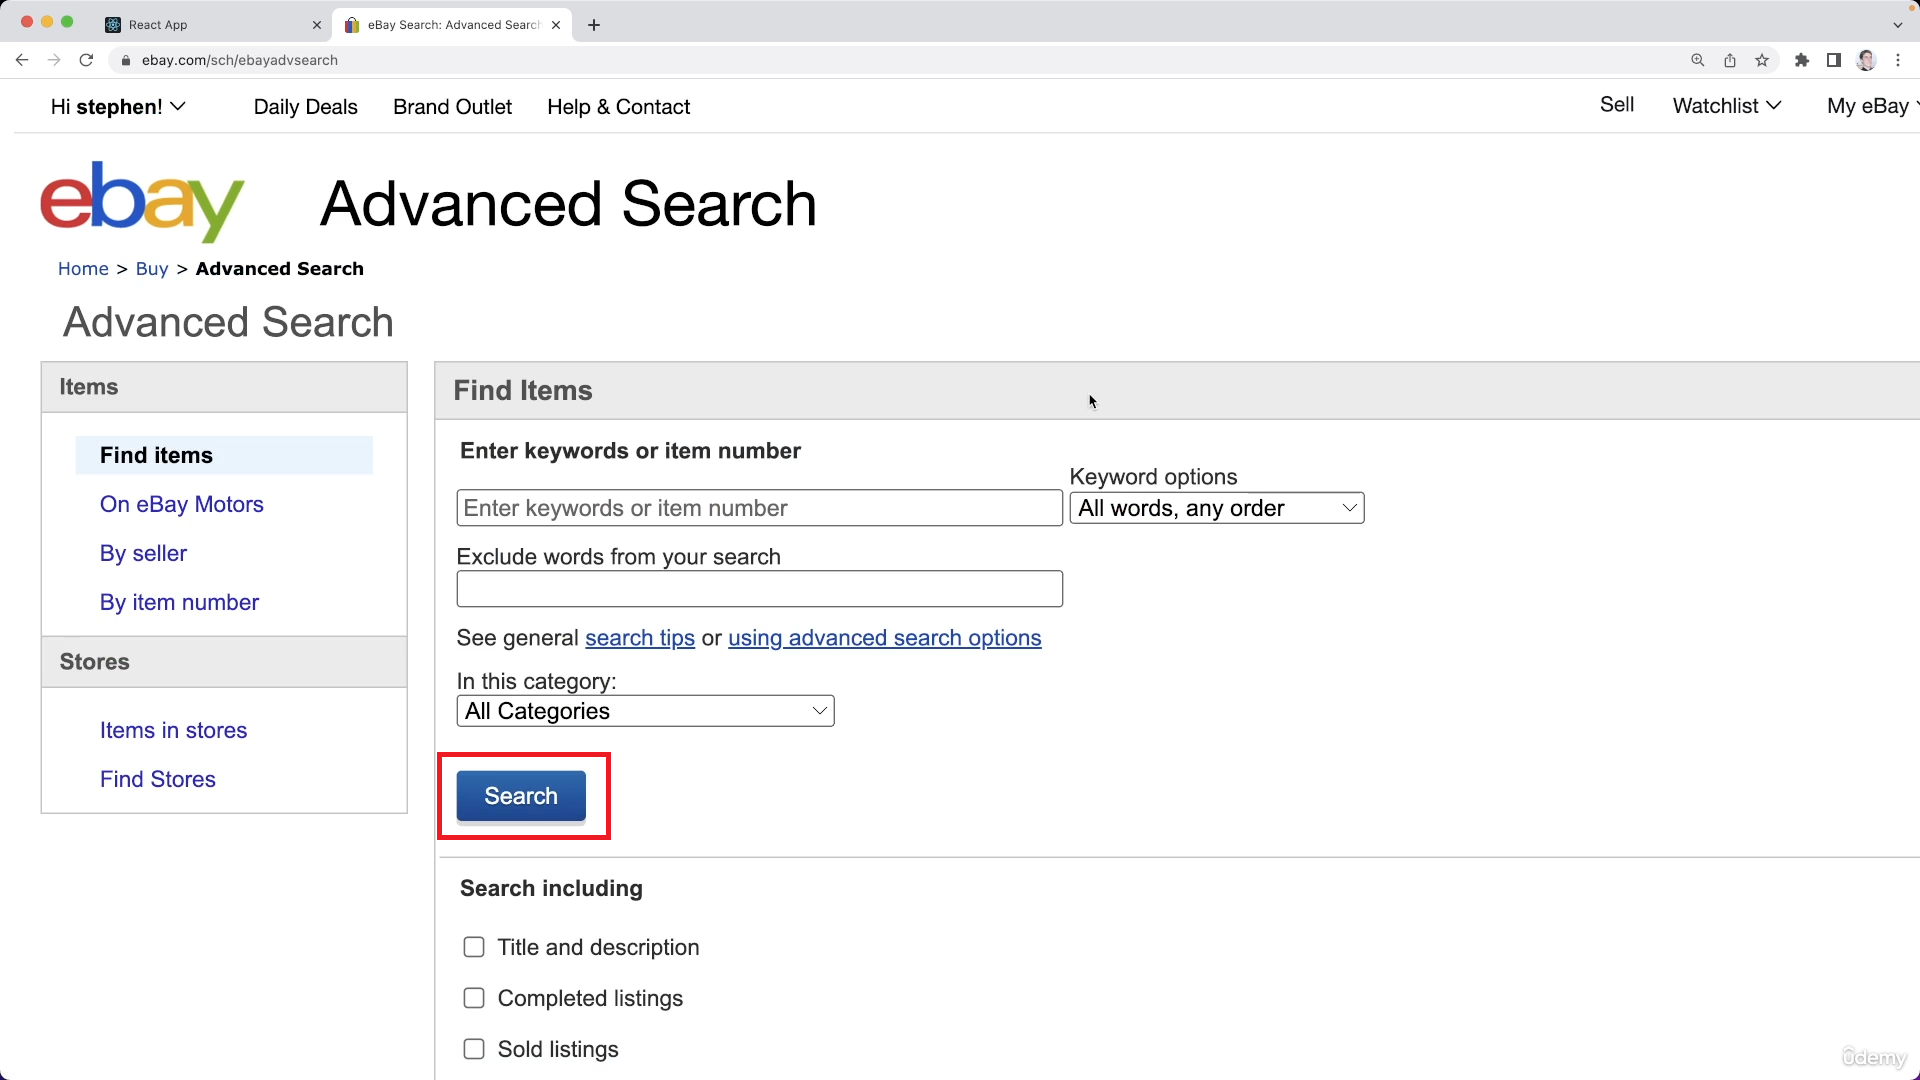 React App
eBay Search: Advanced Search
ebay.com/sch/ebayadvsearch
Hi stephen! Daily Deals Brand Outlet Help & Contact Sell Watchlist My eBay
ebay Advanced Search
Home > Buy > Advanced Search
Advanced Search
Items
Find items
On eBay Motors
By seller
By item number
Stores
Items in stores
Find Stores
Find Items
Enter keywords or item number
Keyword options
Enter keywords or item number
All words, any order
Exclude words from your search
See general search tips or using advanced search options
In this category:
All Categories
Search
Search including
Title and description
Completed listings
Sold listings
ûdemy